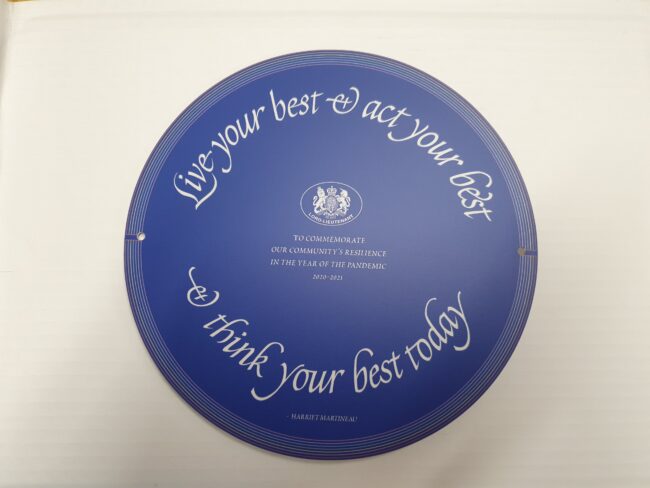 Live your best & act your best
LORD-LIEUTENANT
TO COMMEMORATE
OUR COMMUNITY'S RESILIENCE
IN THE YEAR OF THE PANDEMIC
2020-2021
& think your best today
- HARRIET MARTINEAU